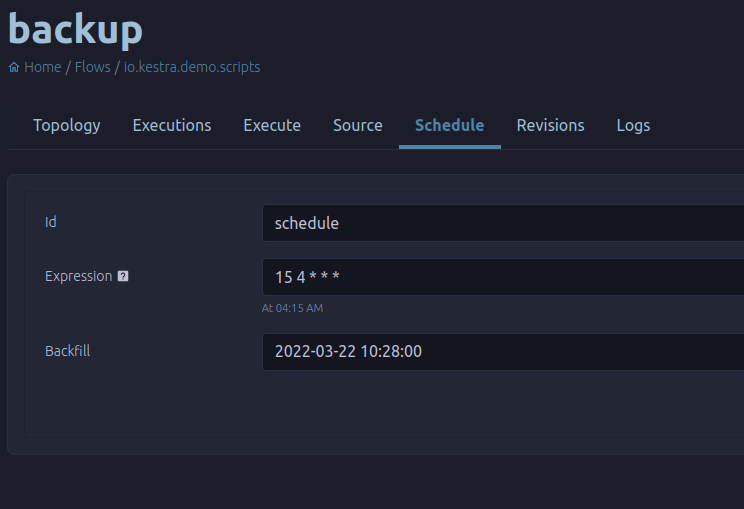 backup
Home / Flows / io.kestra.demo.scripts
Topology Executions Execute Source Schedule Revisions Logs
Id schedule
Expression ? 15 4 * * *
At 04:15 AM
Backfill 2022-03-22 10:28:00